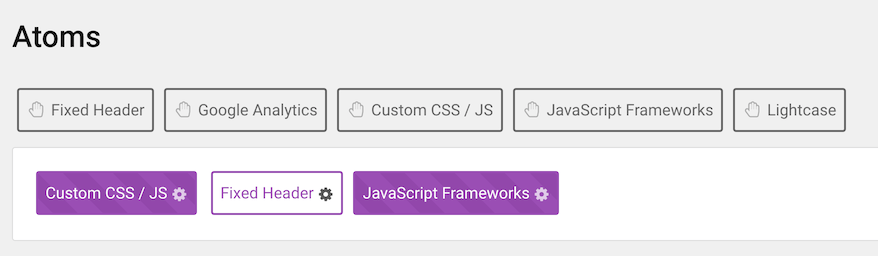 Atoms
Fixed Header Google Analytics Custom CSS / JS JavaScript Frameworks Lightcase
Custom CSS / JS Fixed Header JavaScript Frameworks